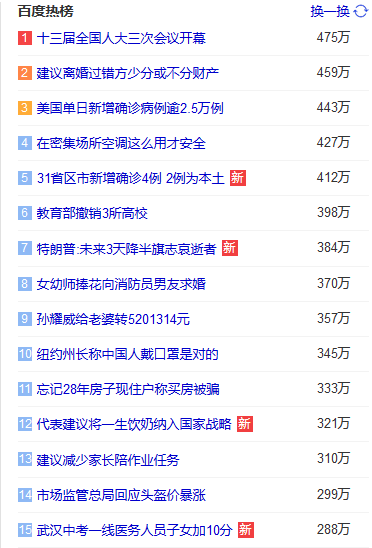 百度热榜 换一换
1 十三届全国人大三次会议开幕 475万
2 建议离婚过错方少分或不分财产 459万
3 美国单日新增确诊病例逾2.5万例 443万
4 在密集场所空调这么用才安全 427万
5 31省区市新增确诊4例 2例为本土 新 412万
6 教育部撤销3所高校 398万
7 特朗普:未来3天降半旗志哀逝者 新 384万
8 女幼师捧花向消防员男友求婚 370万
9 孙耀威给老婆转5201314元 357万
10 纽约州长称中国人戴口罩是对的 345万
11 忘记28年房子现住户称买房被骗 333万
12 代表建议将一生饮奶纳入国家战略 新 321万
13 建议减少家长陪作业任务 310万
14 市场监管总局回应头盔价暴涨 299万
15 武汉中考一线医务人员子女加10分 新 288万